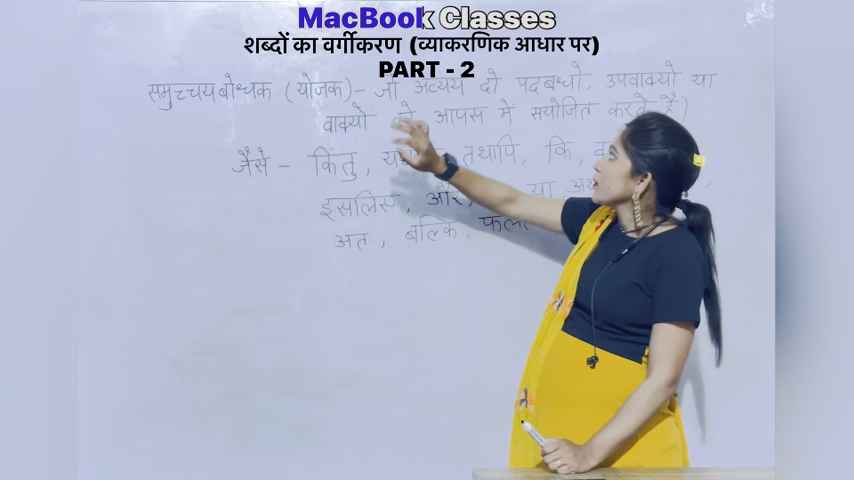 MacBook Classes
शब्दों का वर्गीकरण (व्याकरणिक आधार पर)
PART - 2
समुच्चयबोधक (योजक)- जो अव्यय दो पदबंधो, उपवाक्यो या
वाक्यों को आपस मे संयोजित करते है)
जैसे - किंतु, तथापि, कि,
इसलिए, और, या
अतः, बल्कि,